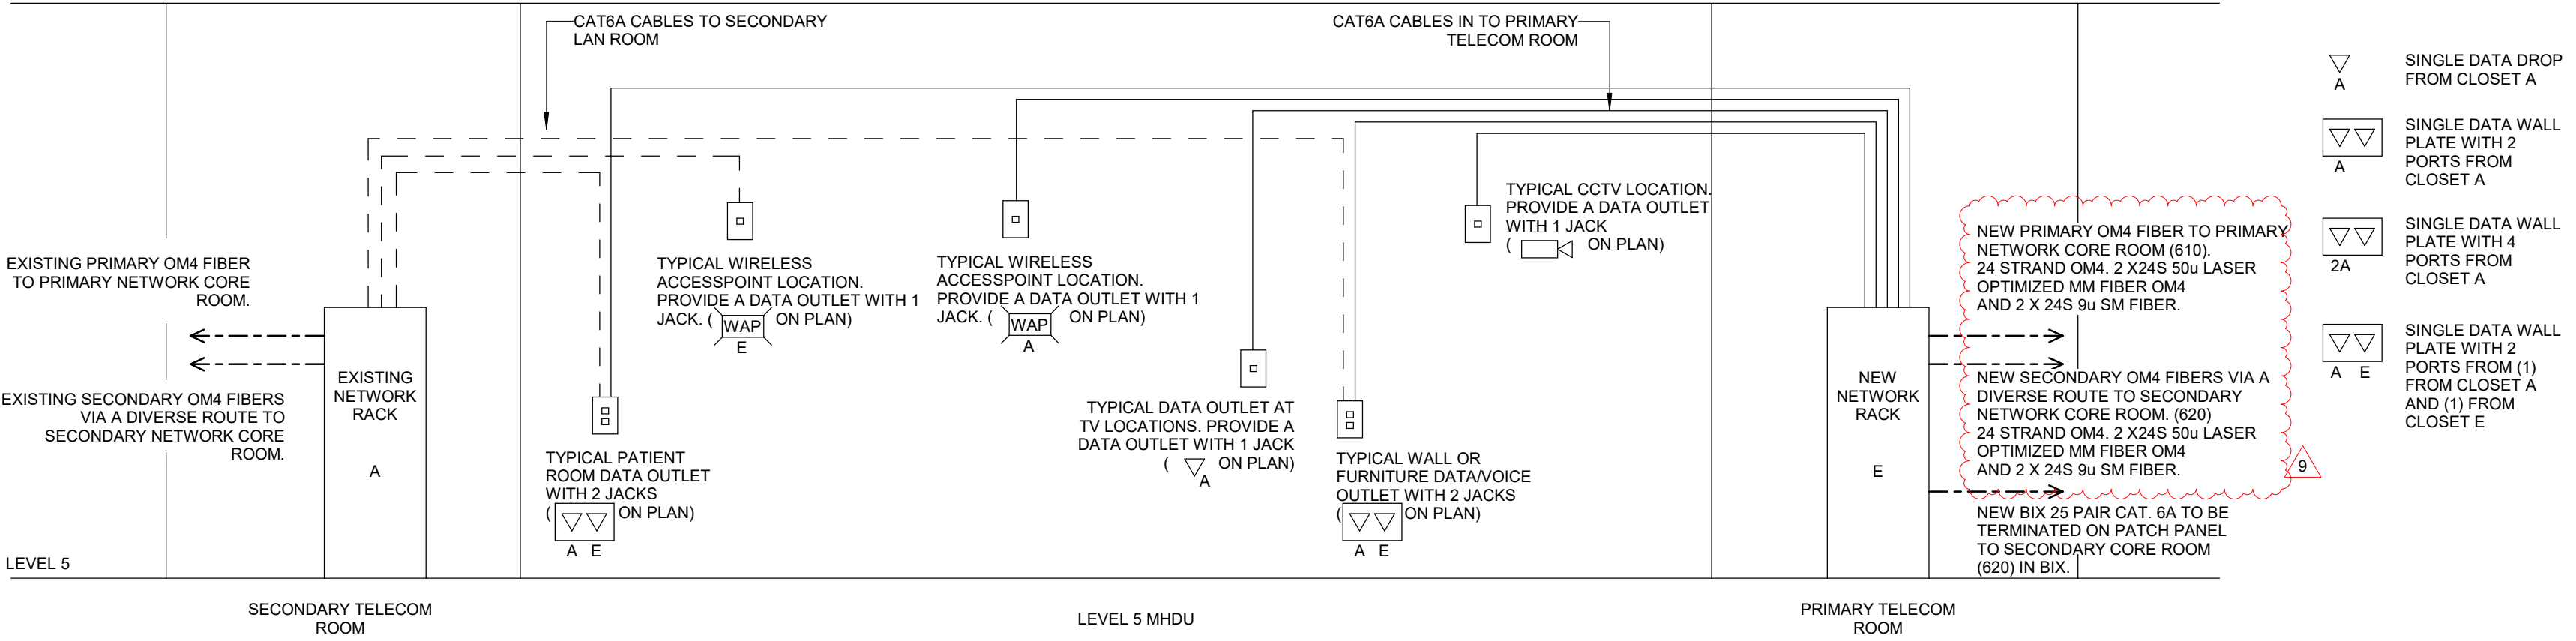 CAT6A CABLES TO SECONDARY
LAN ROOM
CAT6A CABLES IN TO PRIMARY
TELECOM ROOM
EXISTING PRIMARY OM4 FIBER
TO PRIMARY NETWORK CORE
ROOM.
EXISTING SECONDARY OM4 FIBERS
VIA A DIVERSE ROUTE TO
SECONDARY NETWORK CORE
ROOM.
EXISTING
NETWORK
RACK
A
TYPICAL PATIENT
ROOM DATA OUTLET
WITH 2 JACKS
( ON PLAN)
A E
TYPICAL WIRELESS
ACCESSPOINT LOCATION.
PROVIDE A DATA OUTLET WITH 1
JACK. ( WAP ON PLAN)
E
TYPICAL WIRELESS
ACCESSPOINT LOCATION.
PROVIDE A DATA OUTLET WITH 1
JACK. ( WAP ON PLAN)
A
TYPICAL DATA OUTLET AT
TV LOCATIONS. PROVIDE A
DATA OUTLET WITH 1 JACK
( ON PLAN)
A
TYPICAL WALL OR
FURNITURE DATA/VOICE
OUTLET WITH 2 JACKS
( ON PLAN)
A E
TYPICAL CCTV LOCATION.
PROVIDE A DATA OUTLET
WITH 1 JACK
( ON PLAN)
NEW
NETWORK
RACK
E
NEW PRIMARY OM4 FIBER TO PRIMARY
NETWORK CORE ROOM (610).
24 STRAND OM4. 2 X24S 50u LASER
OPTIMIZED MM FIBER OM4
AND 2 X 24S 9u SM FIBER.
NEW SECONDARY OM4 FIBERS VIA A
DIVERSE ROUTE TO SECONDARY
NETWORK CORE ROOM. (620)
24 STRAND OM4. 2 X24S 50u LASER
OPTIMIZED MM FIBER OM4
AND 2 X 24S 9u SM FIBER.
9
NEW BIX 25 PAIR CAT. 6A TO BE
TERMINATED ON PATCH PANEL
TO SECONDARY CORE ROOM
(620) IN BIX.
A
SINGLE DATA DROP
FROM CLOSET A
A
SINGLE DATA WALL
PLATE WITH 2
PORTS FROM
CLOSET A
2A
SINGLE DATA WALL
PLATE WITH 4
PORTS FROM
CLOSET A
A E
SINGLE DATA WALL
PLATE WITH 2
PORTS FROM (1)
FROM CLOSET A
AND (1) FROM
CLOSET E
LEVEL 5
SECONDARY TELECOM
ROOM
LEVEL 5 MHDU
PRIMARY TELECOM
ROOM